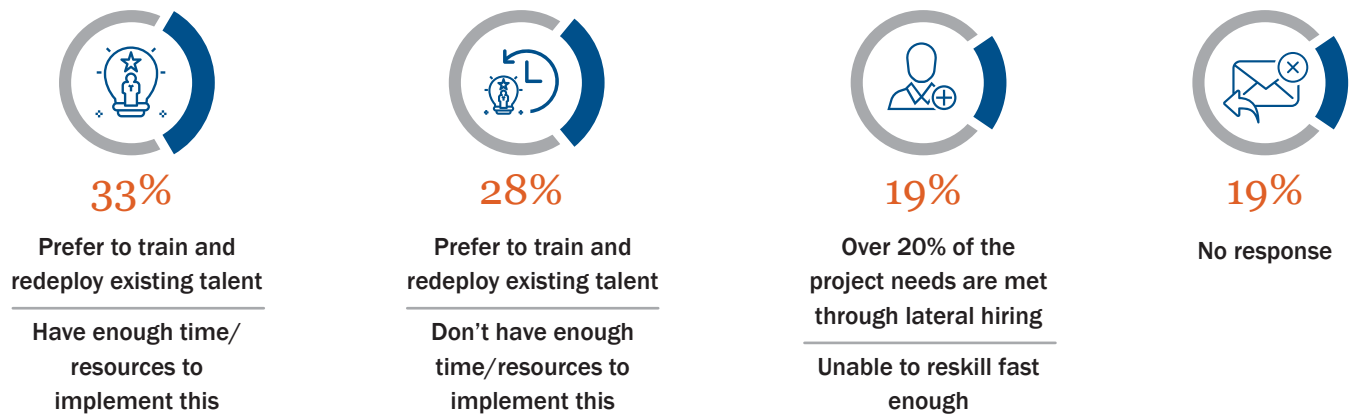 33%
Prefer to train and
redeploy existing talent
Have enough time/
resources to
implement this
28%
Prefer to train and
redeploy existing talent
Don’t have enough
time/resources to
implement this
19%
Over 20% of the
project needs are met
through lateral hiring
Unable to reskill fast
enough
19%
No response